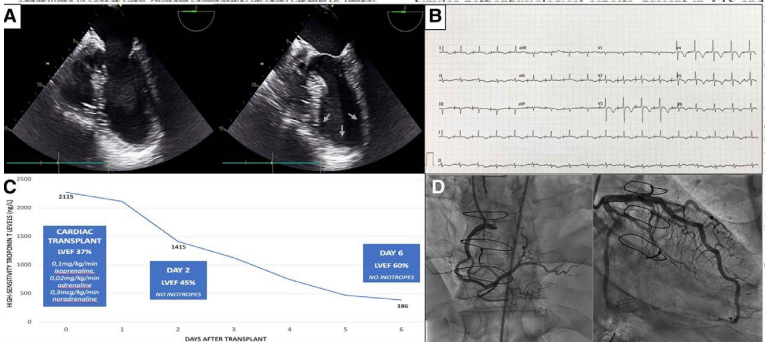 A
B
I
aVR
V1
V4
II
aVL
V2
V5
III
aVF
V3
V6
II
C
HIGH-SENSITIVITY TROPONIN T LEVELS (ng/L)
2500
2000
1500
1000
500
0
2115
1415
386
CARDIAC
TRANSPLANT
LVEF 37%
0,1mg/kg/min
isoprenaline,
0,02mg/kg/min
adrenaline
0,3mcg/kg/min
noradrenaline
DAY 2
LVEF 45%
NO INOTROPES
DAY 6
LVEF 60%
NO INOTROPES
0 1 2 3 4 5 6
DAYS AFTER TRANSPLANT
D